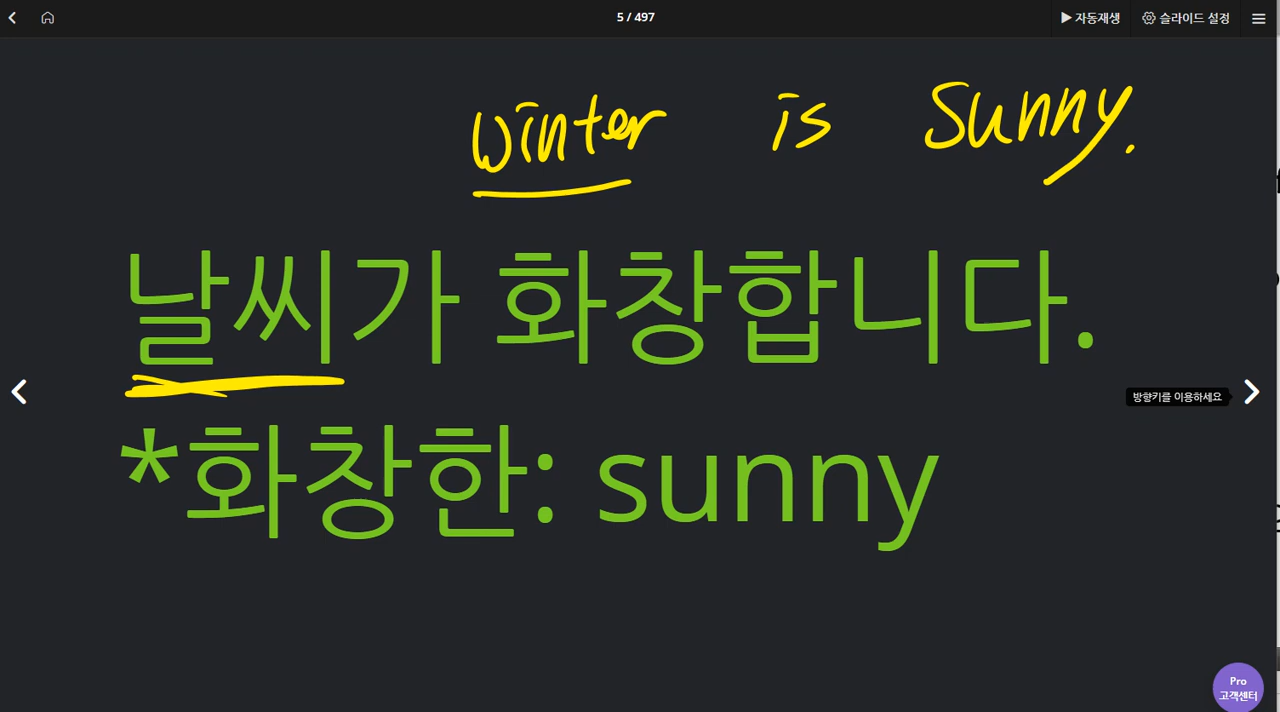 5 / 497
▶ 자동재생
슬라이드 설정
winter is sunny.
날씨가 화창합니다.
방향키를 이용하세요
*화창한: sunny
Pro
고객센터